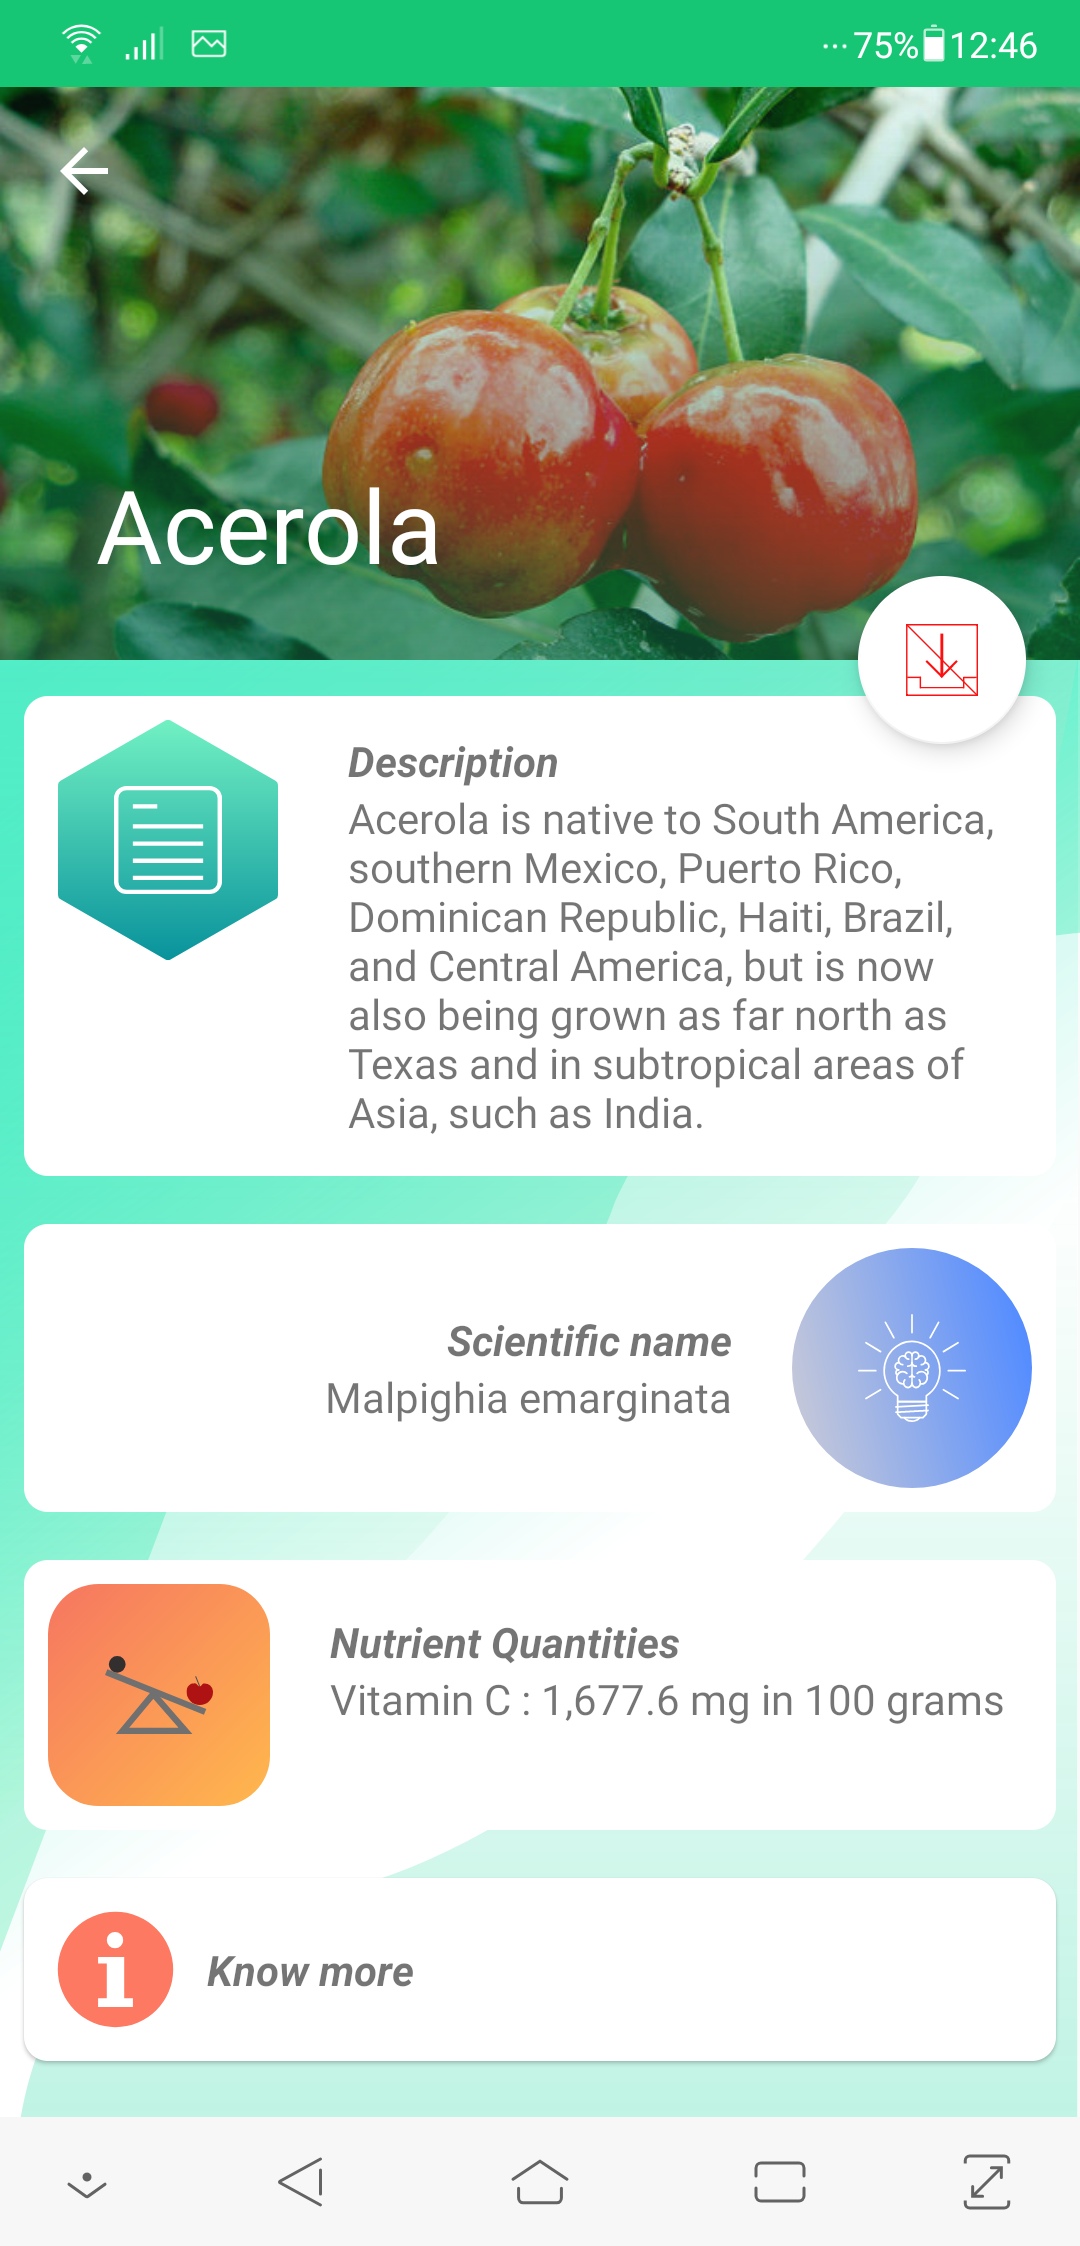 75% 12:46
Acerola
Description
Acerola is native to South America,
southern Mexico, Puerto Rico,
Dominican Republic, Haiti, Brazil,
and Central America, but is now
also being grown as far north as
Texas and in subtropical areas of
Asia, such as India.
Scientific name
Malpighia emarginata
Nutrient Quantities
Vitamin C : 1,677.6 mg in 100 grams
Know more